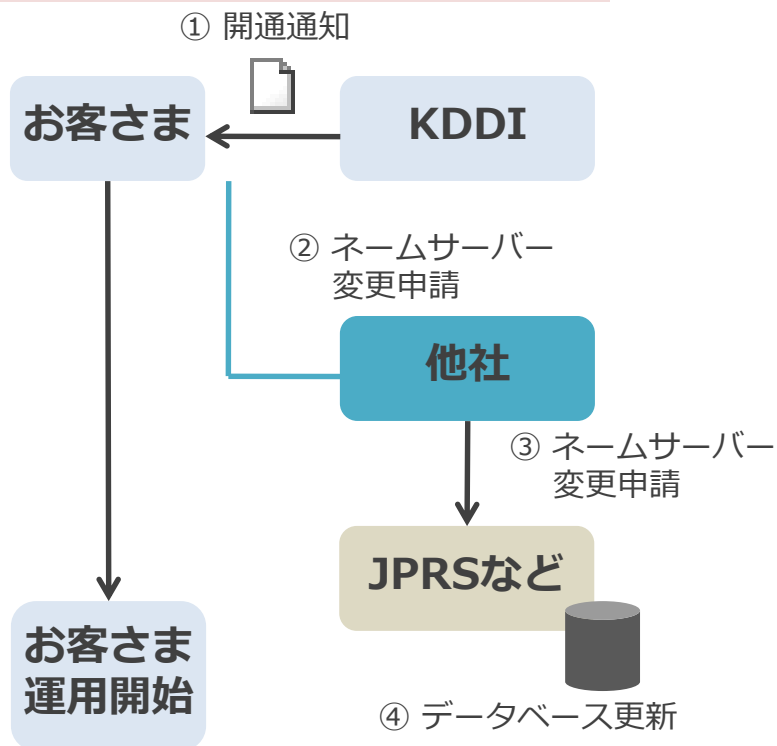 ① 開通通知
お客さま
KDDI
② ネームサーバー
変更申請
他社
③ ネームサーバー
変更申請
JPRSなど
お客さま
運用開始
④ データベース更新